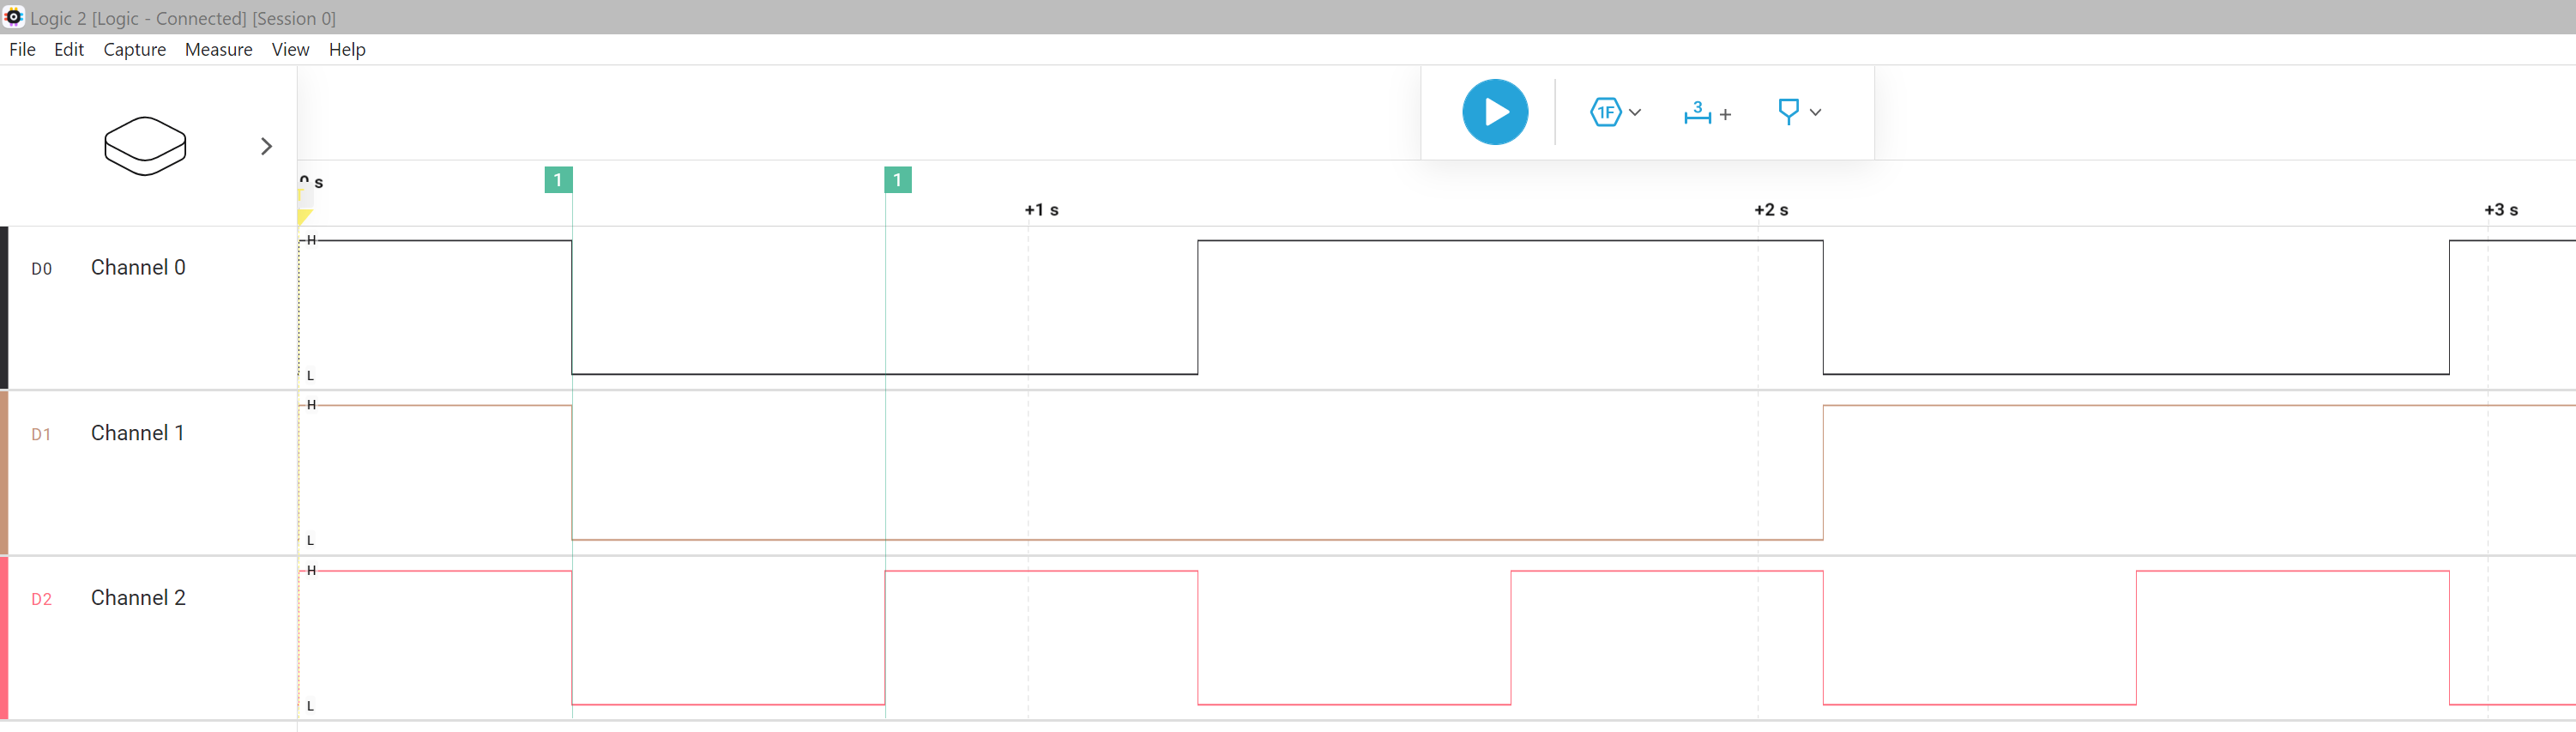 Logic 2 [Logic - Connected] [Session 0]
File Edit Capture Measure View Help
1F 3 +
0 s
1 1
T
+1 s +2 s +3 s
D0 Channel 0
H
L
D1 Channel 1
H
L
D2 Channel 2
H
L